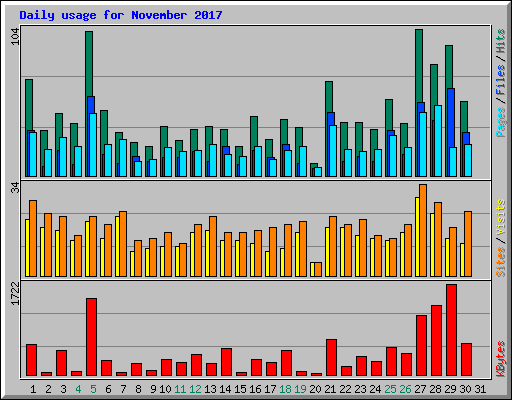 Daily usage for November 2017
104
Pages / Files / Hits
34
Sites / Visits
1722
KBytes
1 2 3 4 5 6 7 8 9 10 11 12 13 14 15 16 17 18 19 20 21 22 23 24 25 26 27 28 29 30 31